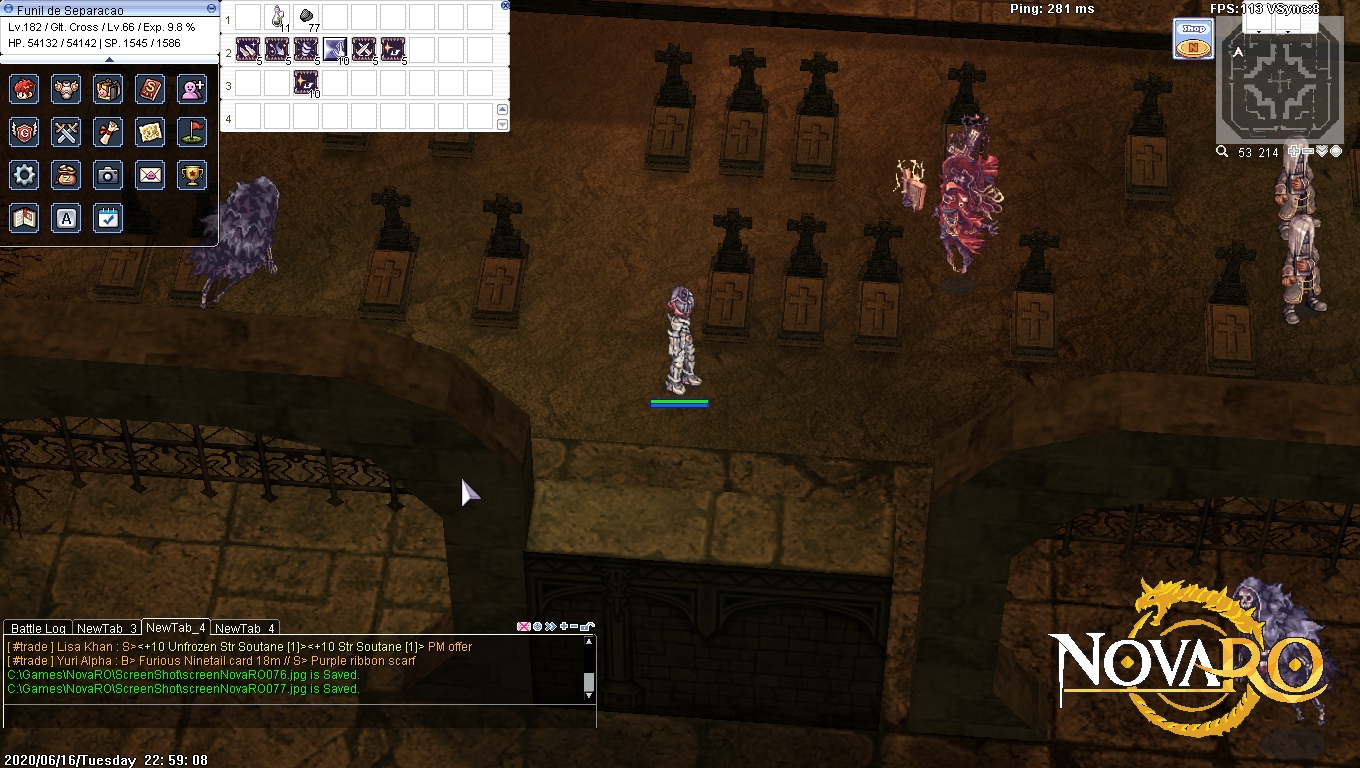 Funil de Separacao
Lv.182 / Glt. Cross / Lv.66 / Exp. 9.8 %
HP. 54132 / 54142 | SP. 1545 / 1586
1
11
77
2
5
5
5
10
5
5
3
10
4
Ping: 281 ms
FPS:113 VSync:8
Shop
N
53 214
S
G
A
Battle Log
NewTab_3
NewTab_4
NewTab_4
[ #trade ] Lisa Khan : S><+10 Unfrozen Str Soutane [1]><+10 Str Soutane [1]> PM offer
[ #trade ] Yuri Alpha : B> Furious Ninetail card 18m // S> Purple ribbon scarf
C:\Games\NovaRO\ScreenShot\screenNovaRO076.jpg is Saved.
C:\Games\NovaRO\ScreenShot\screenNovaRO077.jpg is Saved.
NOVARO
2020/06/16/Tuesday 22: 59: 08